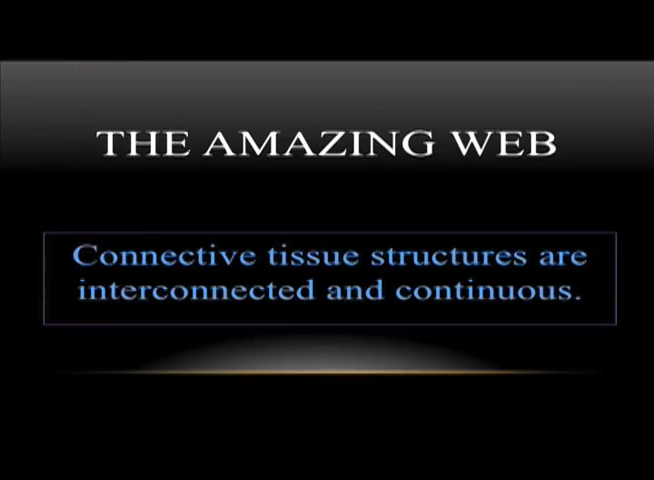 THE AMAZING WEB
Connective tissue structures are
interconnected and continuous.